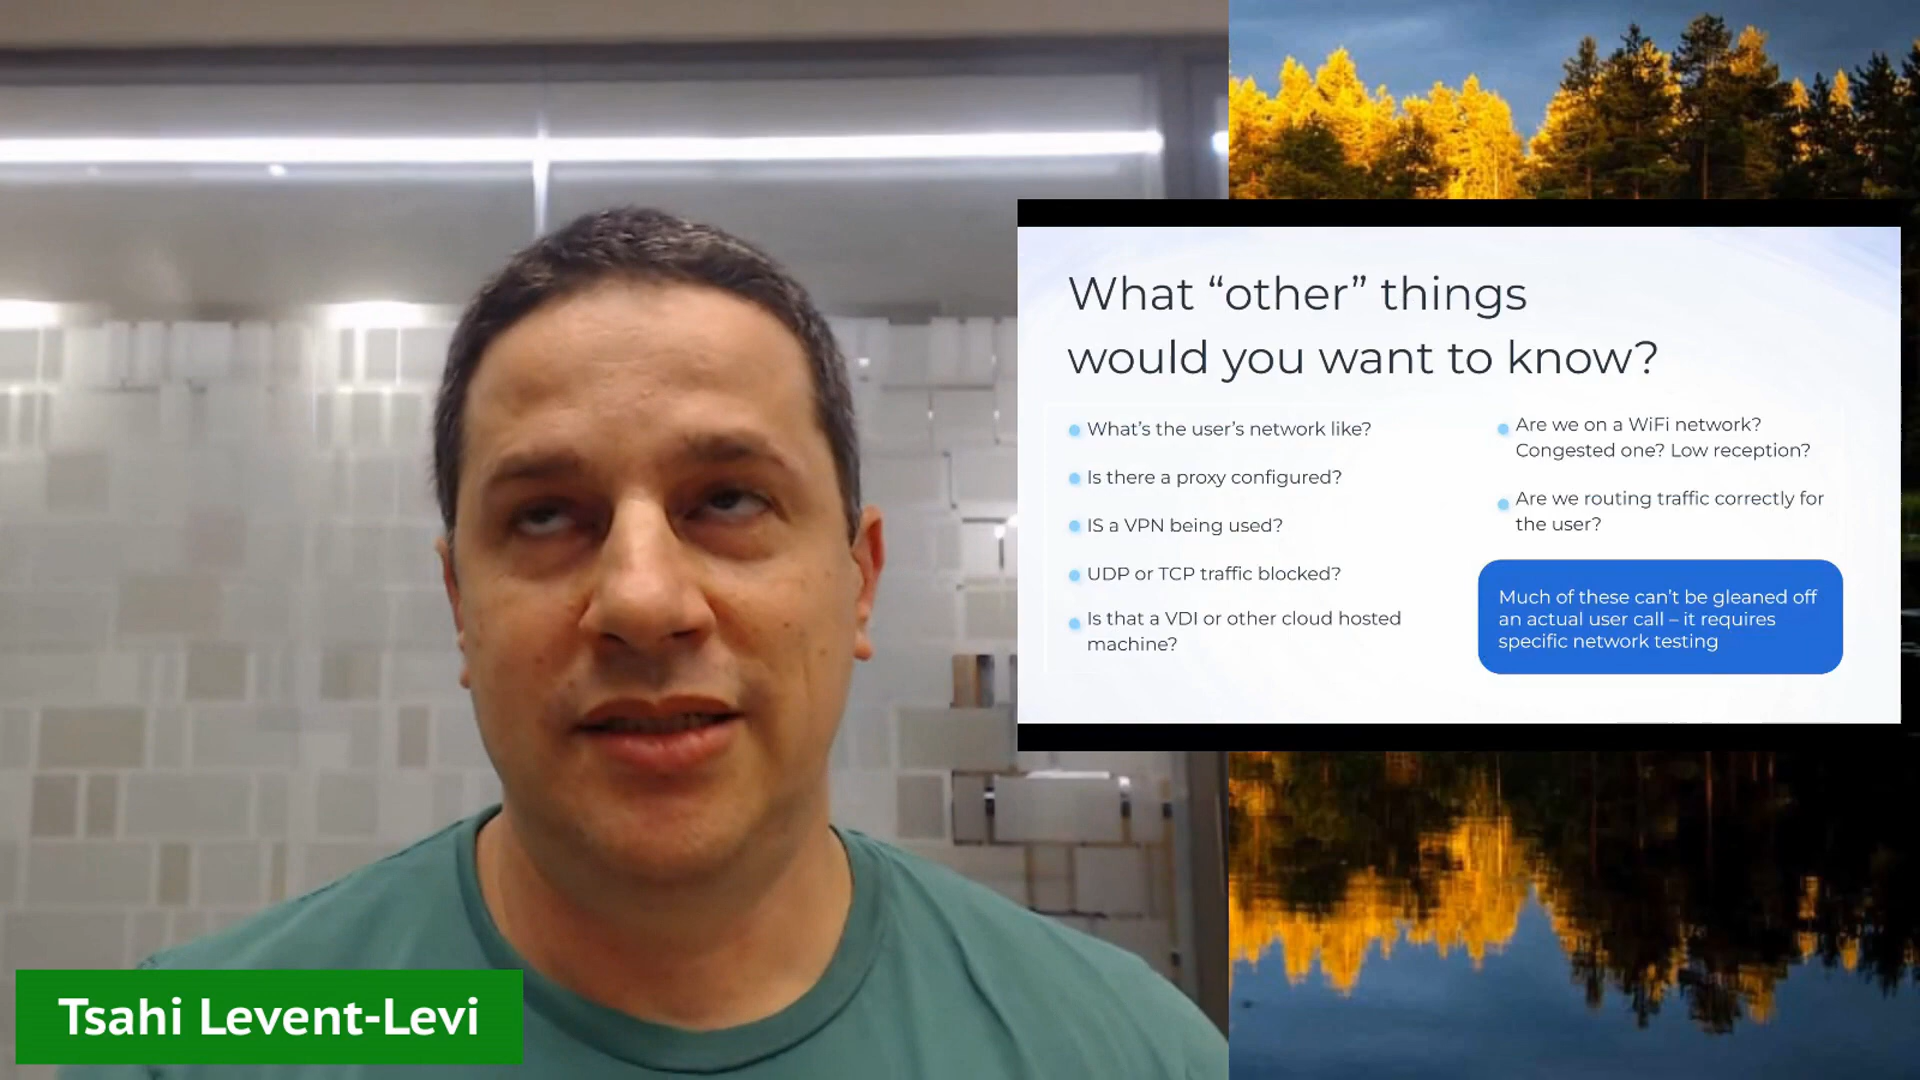 What “other” things
would you want to know?
What’s the user’s network like?
Is there a proxy configured?
IS a VPN being used?
UDP or TCP traffic blocked?
Is that a VDI or other cloud hosted
machine?
Are we on a WiFi network?
Congested one? Low reception?
Are we routing traffic correctly for
the user?
Much of these can’t be gleaned off
an actual user call – it requires
specific network testing
Tsahi Levent-Levi